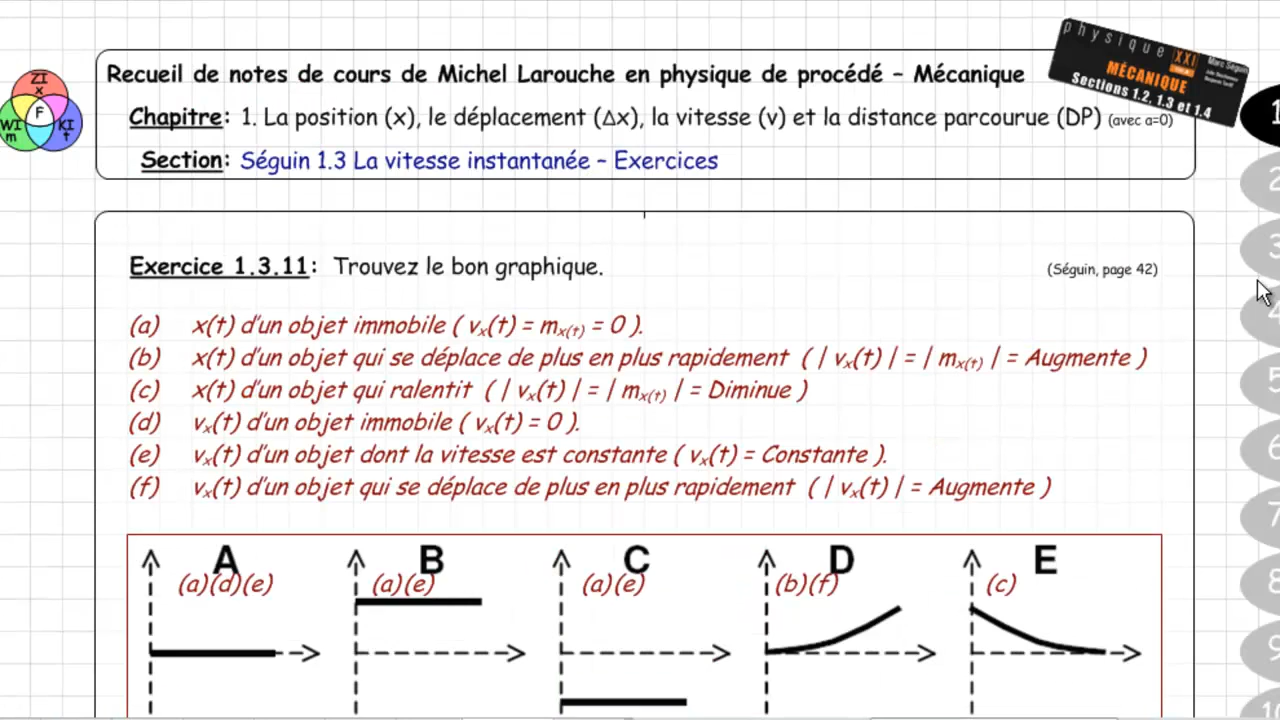 physique XXI
Marc Séguin
MÉCANIQUE
Sections 1.2, 1.3 et 1.4
Recueil de notes de cours de Michel Larouche en physique de procédé – Mécanique
Chapitre: 1. La position (x), le déplacement (Δx), la vitesse (v) et la distance parcourue (DP) (avec a=0)
Section: Séguin 1.3 La vitesse instantanée – Exercices
ZI
x
F
WI
m
KI
t
1
2
3
4
5
6
7
8
9
Exercice 1.3.11: Trouvez le bon graphique. (Séguin, page 42)
(a) x(t) d'un objet immobile ( vₓ(t) = mₓ₍ₜ₎ = 0 ).
(b) x(t) d'un objet qui se déplace de plus en plus rapidement ( | vₓ(t) | = | mₓ₍ₜ₎ | = Augmente )
(c) x(t) d'un objet qui ralentit ( | vₓ(t) | = | mₓ₍ₜ₎ | = Diminue )
(d) vₓ(t) d'un objet immobile ( vₓ(t) = 0 ).
(e) vₓ(t) d'un objet dont la vitesse est constante ( vₓ(t) = Constante ).
(f) vₓ(t) d'un objet qui se déplace de plus en plus rapidement ( | vₓ(t) | = Augmente )
A B C D E
(a)(d)(e) (a)(e) (a)(e) (b)(f) (c)